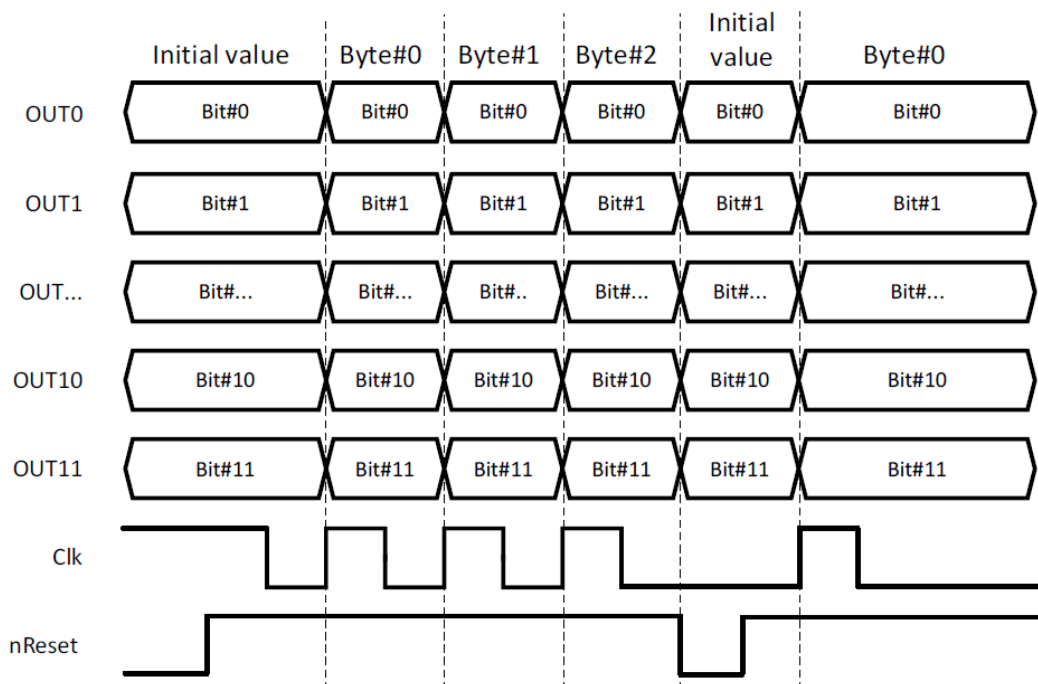 Initial value Byte#0 Byte#1 Byte#2 Initial value Byte#0
OUT0 Bit#0 Bit#0 Bit#0 Bit#0 Bit#0 Bit#0
OUT1 Bit#1 Bit#1 Bit#1 Bit#1 Bit#1 Bit#1
OUT... Bit#... Bit#... Bit#.. Bit#... Bit#... Bit#...
OUT10 Bit#10 Bit#10 Bit#10 Bit#10 Bit#10 Bit#10
OUT11 Bit#11 Bit#11 Bit#11 Bit#11 Bit#11 Bit#11
Clk
nReset